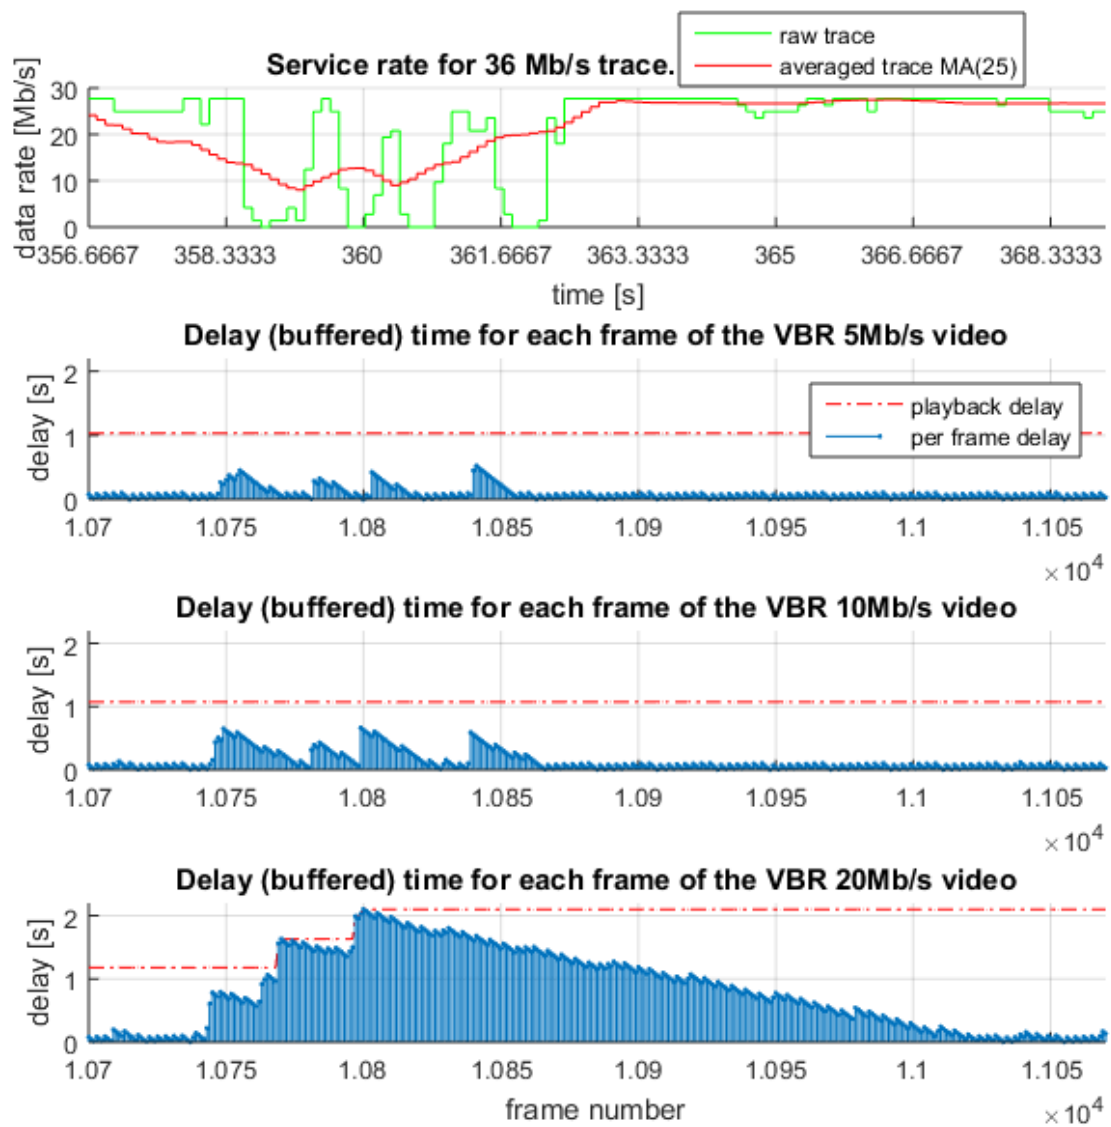 raw trace
averaged trace MA(25)
Service rate for 36 Mb/s trace.
data rate [Mb/s]
30
20
10
0
356.6667 358.3333 360 361.6667 363.3333 365 366.6667 368.3333
time [s]
Delay (buffered) time for each frame of the VBR 5Mb/s video
delay [s]
2
1
0
playback delay
per frame delay
1.07 1.075 1.08 1.085 1.09 1.095 1.1 1.105
×10⁴
Delay (buffered) time for each frame of the VBR 10Mb/s video
delay [s]
2
1
0
1.07 1.075 1.08 1.085 1.09 1.095 1.1 1.105
×10⁴
Delay (buffered) time for each frame of the VBR 20Mb/s video
delay [s]
2
1
0
1.07 1.075 1.08 1.085 1.09 1.095 1.1 1.105
frame number
×10⁴